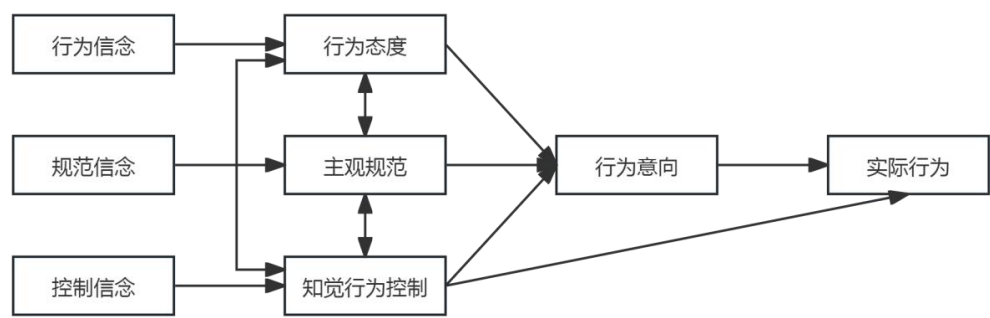 行为信念
行为态度
规范信念
主观规范
行为意向
实际行为
控制信念
知觉行为控制